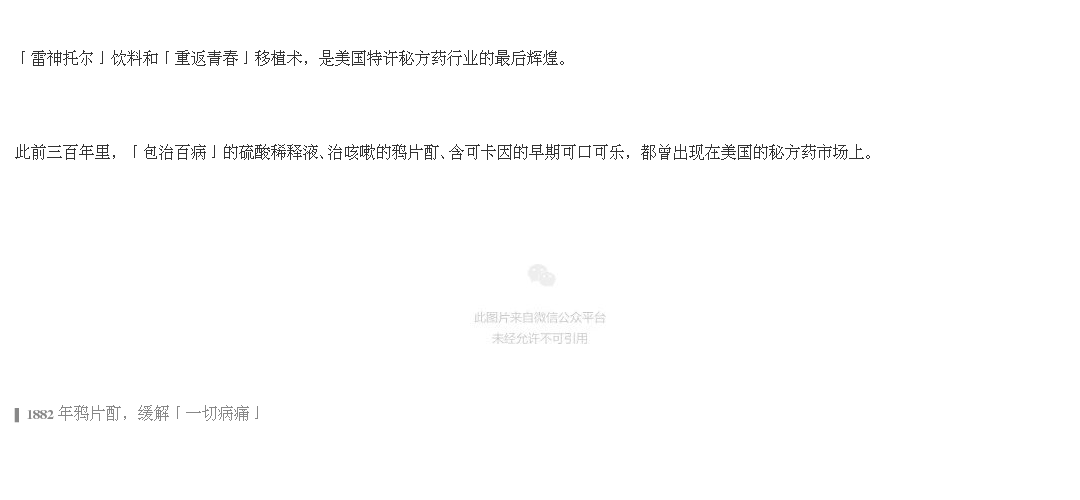 「雷神托尔」饮料和「重返青春」移植术，是美国特许秘方药行业的最后辉煌。
此前三百年里，「包治百病」的硫酸稀释液、治咳嗽的鸦片酊、含可卡因的早期可口可乐，都曾出现在美国的秘方药市场上。
此图片来自微信公众平台
未经允许不可引用
▌1882 年鸦片酊，缓解「一切病痛」